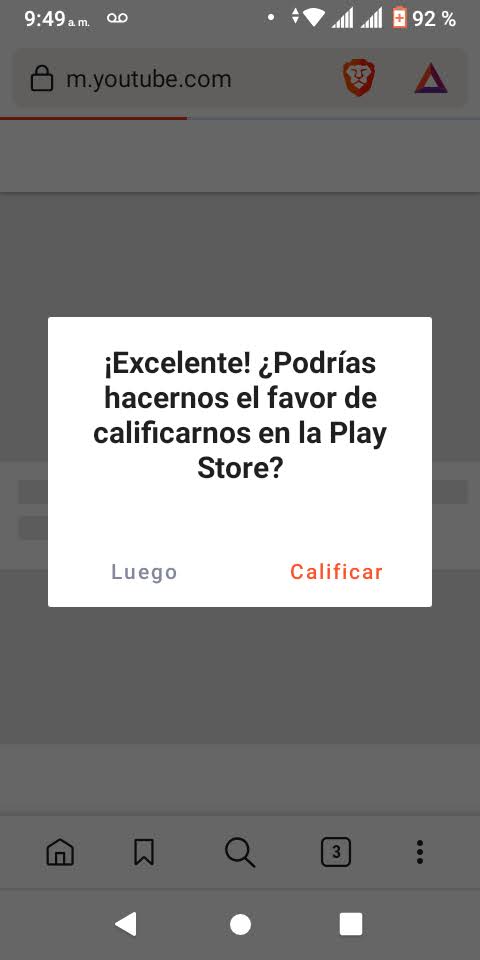 9:49 a. m.
92 %
m.youtube.com
¡Excelente! ¿Podrías
hacernos el favor de
calificarnos en la Play
Store?
Luego
Calificar
3